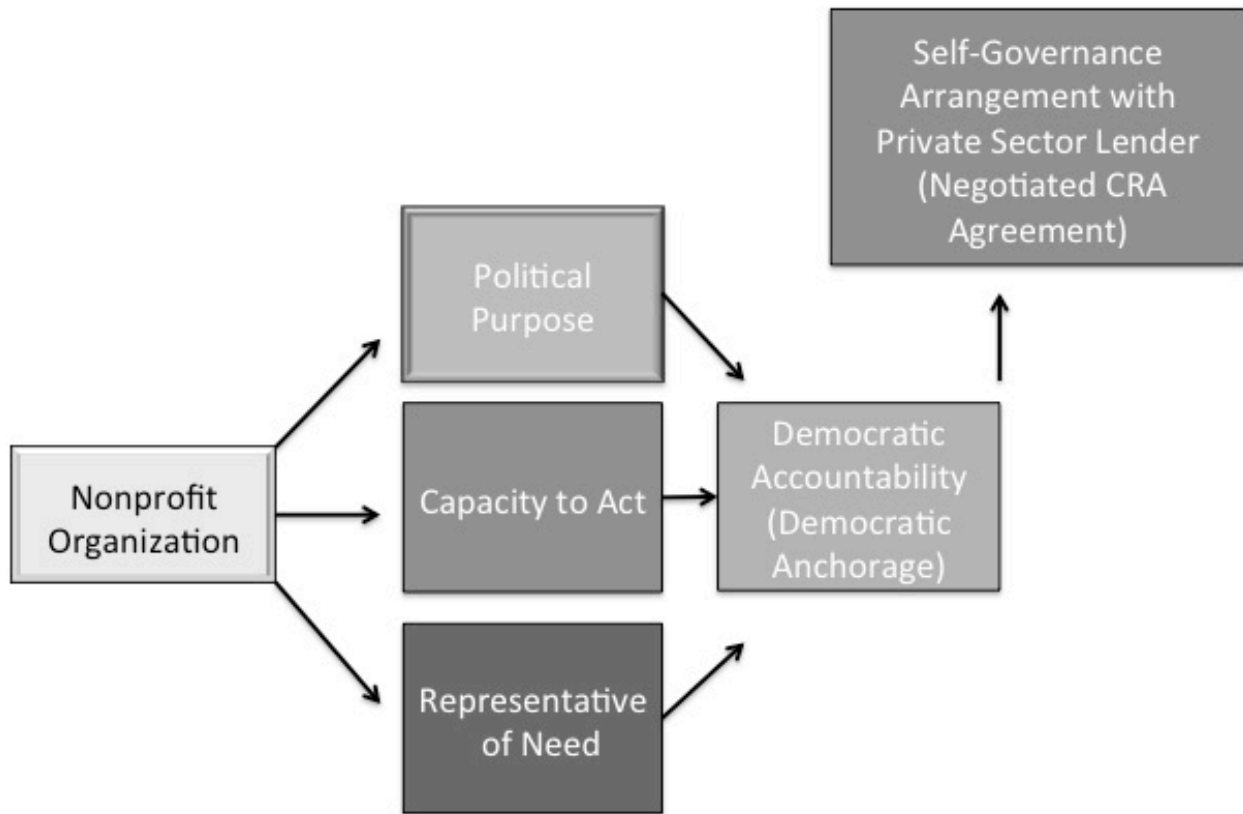 Nonprofit
Organization
Political
Purpose
Capacity to Act
Representative
of Need
Democratic
Accountability
(Democratic
Anchorage)
Self-Governance
Arrangement with
Private Sector Lender
(Negotiated CRA
Agreement)